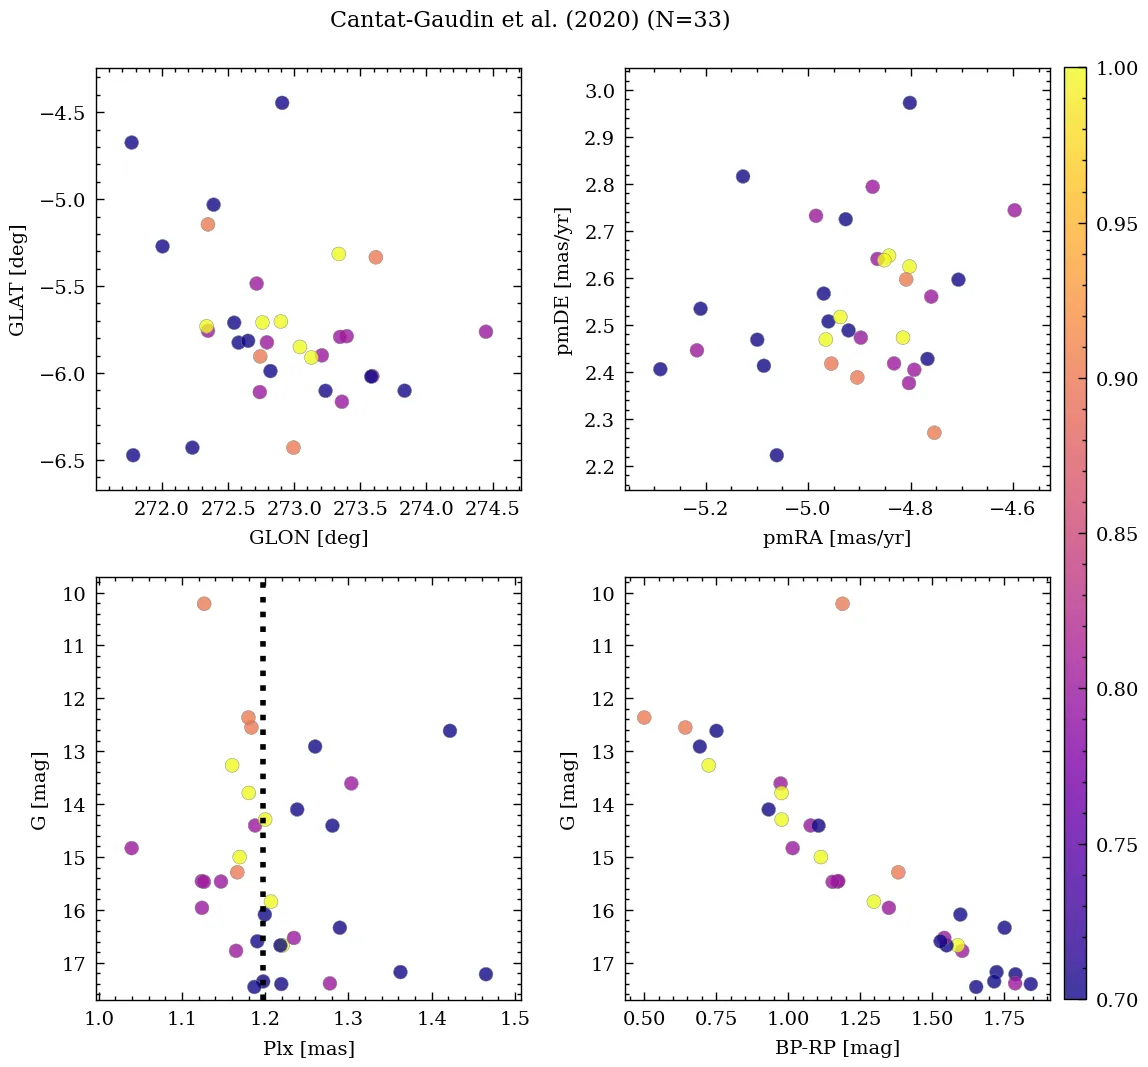 Cantat-Gaudin et al. (2020) (N=33)
−4.5
−5.0
−5.5
−6.0
−6.5
GLAT [deg]
272.0 272.5 273.0 273.5 274.0 274.5
GLON [deg]
3.0
2.9
2.8
2.7
2.6
2.5
2.4
2.3
2.2
pmDE [mas/yr]
−5.2 −5.0 −4.8 −4.6
pmRA [mas/yr]
10
11
12
13
14
15
16
17
G [mag]
1.0 1.1 1.2 1.3 1.4 1.5
Plx [mas]
10
11
12
13
14
15
16
17
G [mag]
0.50 0.75 1.00 1.25 1.50 1.75
BP-RP [mag]
1.00
0.95
0.90
0.85
0.80
0.75
0.70